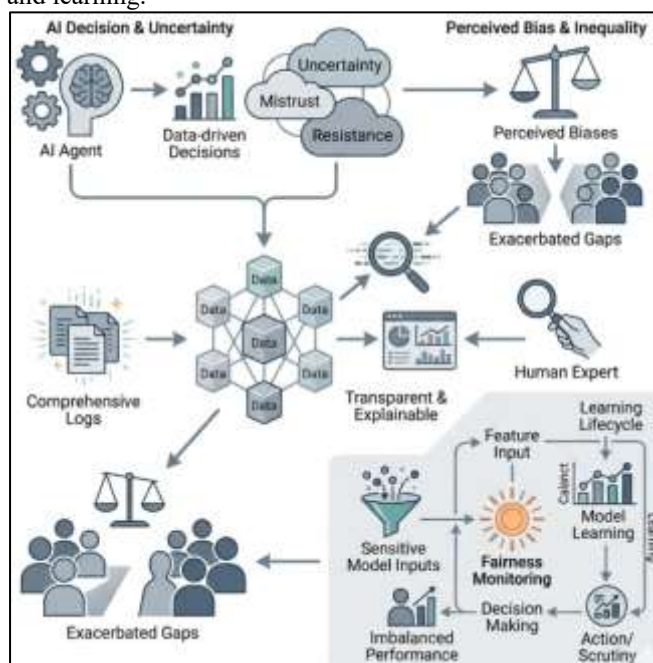 and learning.
AI Decision & Uncertainty
Perceived Bias & Inequality
Uncertainty
Mistrust
Resistance
AI Agent
Data-driven
Decisions
Perceived Biases
Exacerbated Gaps
Data
Data
Data
Data
Data
Data
Data
Comprehensive
Logs
Transparent &
Explainable
Human Expert
Learning
Lifecycle
Feature
Input
Calinct
Model
Learning
Sensitive
Model Inputs
Fairness
Monitoring
Decision
Making
Action/
Scrutiny
Imbalanced
Performance
Exacerbated Gaps